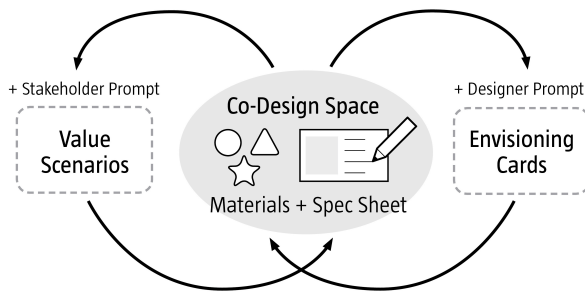 + Stakeholder Prompt
Value
Scenarios
Co-Design Space
Materials + Spec Sheet
+ Designer Prompt
Envisioning
Cards